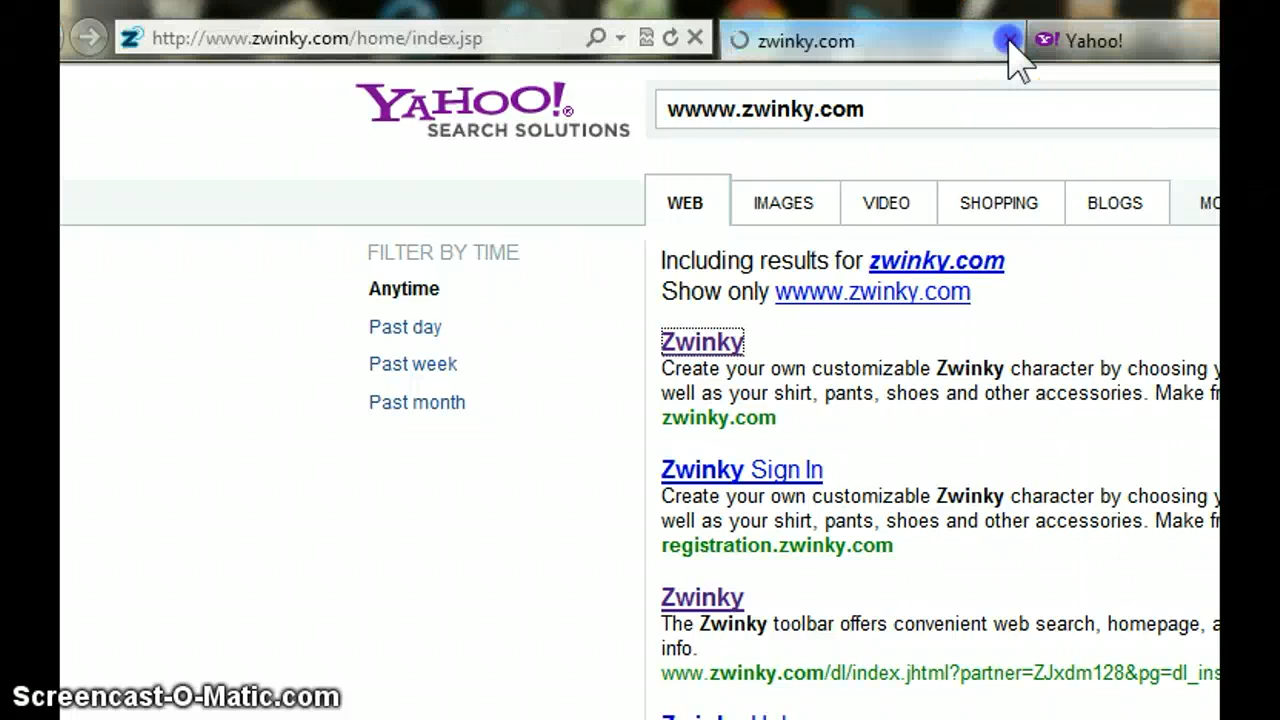 http://www.zwinky.com/home/index.jsp
zwinky.com
Yahoo!
YAHOO!
SEARCH SOLUTIONS
wwww.zwinky.com
WEB
IMAGES
VIDEO
SHOPPING
BLOGS
FILTER BY TIME
Anytime
Past day
Past week
Past month
Including results for zwinky.com
Show only wwww.zwinky.com
Zwinky
Create your own customizable Zwinky character by choosing
well as your shirt, pants, shoes and other accessories. Make
zwinky.com
Zwinky Sign In
Create your own customizable Zwinky character by choosing
well as your shirt, pants, shoes and other accessories. Make
registration.zwinky.com
Zwinky
The Zwinky toolbar offers convenient web search, homepage,
info.
www.zwinky.com/dl/index.jhtml?partner=ZJxdm128&pg=dl_ins
Screencast-O-Matic.com